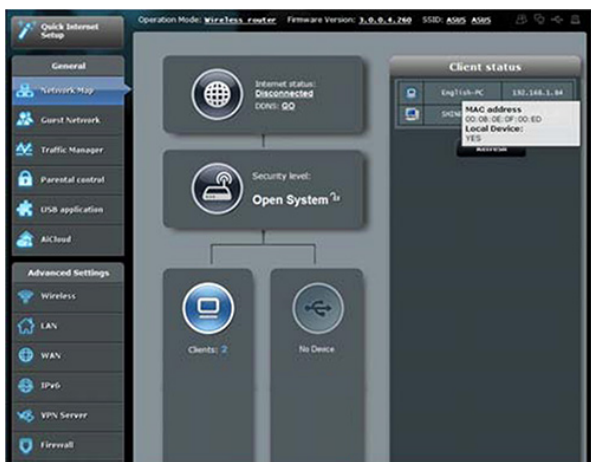 Quick Internet
Setup
Operation Mode: Wireless router Firmware Version: 3.0.0.4.260 SSID: ASUS ASUS
General
Network Map
Guest Network
Traffic Manager
Parental control
USB application
AiCloud
Advanced Settings
Wireless
LAN
WAN
IPv6
VPN Server
Firewall
Internet status:
Disconnected
DDNS: GO
Security level:
Open System
Clients: 2
No Device
Client status
English-PC 192.168.1.84
MAC address
00:08:0E:0F:00:ED
Local Device:
YES
Refresh